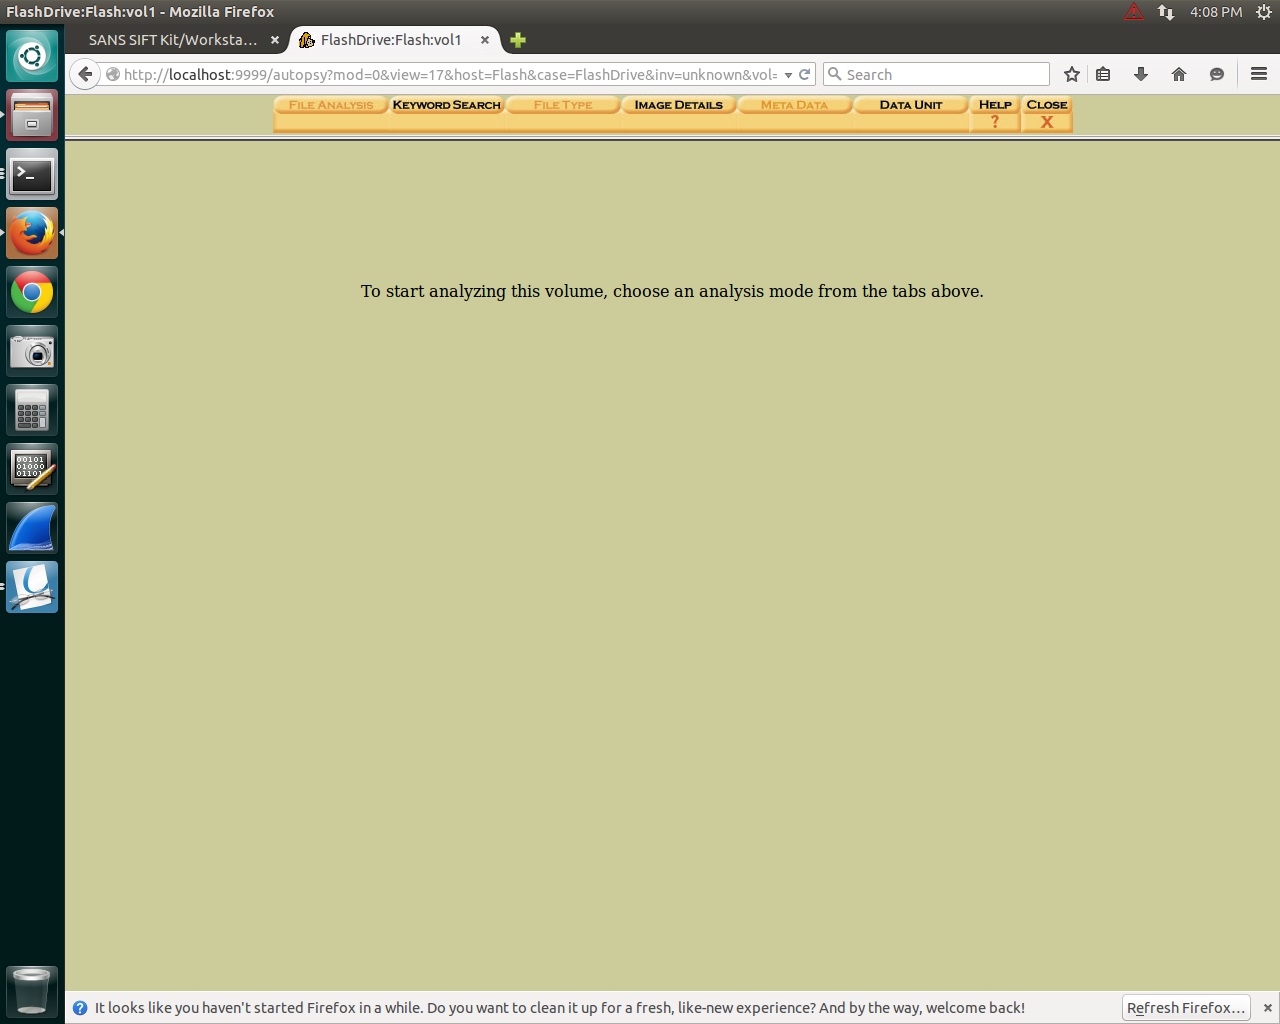 FlashDrive:Flash:vol1 - Mozilla Firefox
4:08 PM
SANS SIFT Kit/Worksta...
FlashDrive:Flash:vol1
http://localhost:9999/autopsy?mod=0&view=17&host=Flash&case=FlashDrive&inv=unknown&vol=
Search
FILE ANALYSIS KEYWORD SEARCH FILE TYPE IMAGE DETAILS META DATA DATA UNIT HELP CLOSE
? X
To start analyzing this volume, choose an analysis mode from the tabs above.
00101
01000
01101
It looks like you haven't started Firefox in a while. Do you want to clean it up for a fresh, like-new experience? And by the way, welcome back!
Refresh Firefox...